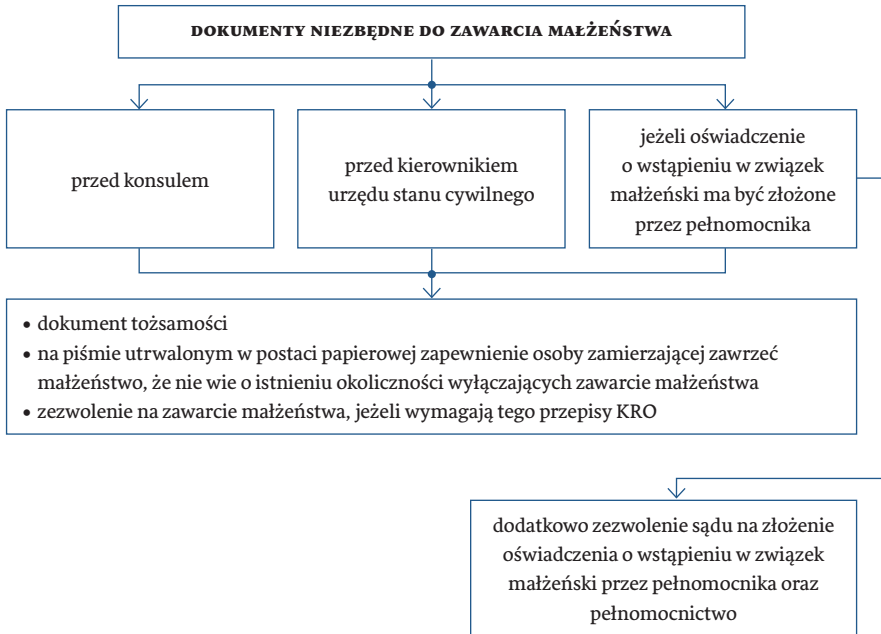 DOKUMENTY NIEZBĘDNE DO ZAWARCIA MAŁŻEŃSTWA
przed konsulem
przed kierownikiem
urzędu stanu cywilnego
jeżeli oświadczenie
o wstąpieniu w związek
małżeński ma być złożone
przez pełnomocnika
• dokument tożsamości
• na piśmie utrwalonym w postaci papierowej zapewnienie osoby zamierzającej zawrzeć
małżeństwo, że nie wie o istnieniu okoliczności wyłączających zawarcie małżeństwa
• zezwolenie na zawarcie małżeństwa, jeżeli wymagają tego przepisy KRO
dodatkowo zezwolenie sądu na złożenie
oświadczenia o wstąpieniu w związek
małżeński przez pełnomocnika oraz
pełnomocnictwo